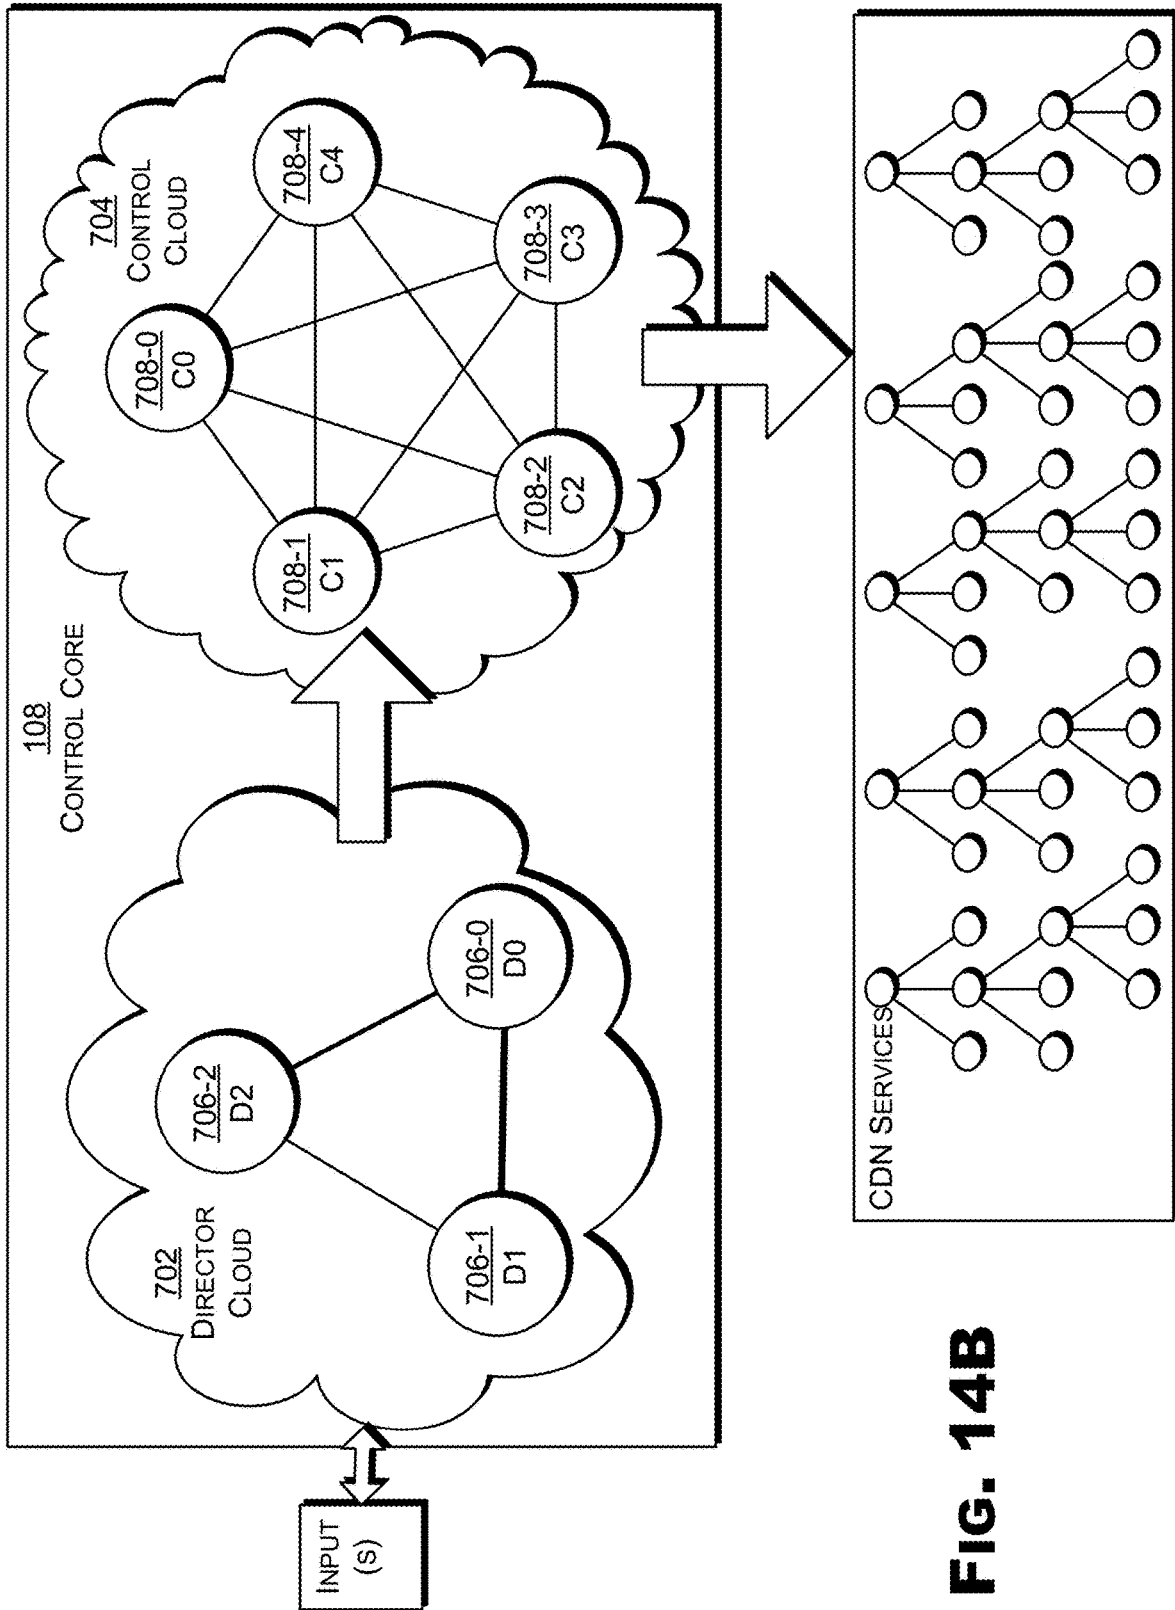 108
CONTROL CORE
702
DIRECTOR
CLOUD
706-2
D2
706-1
D1
706-0
D0
704
CONTROL
CLOUD
708-0
C0
708-1
C1
708-4
C4
708-2
C2
708-3
C3
INPUT
(S)
CDN SERVICES
FIG. 14B